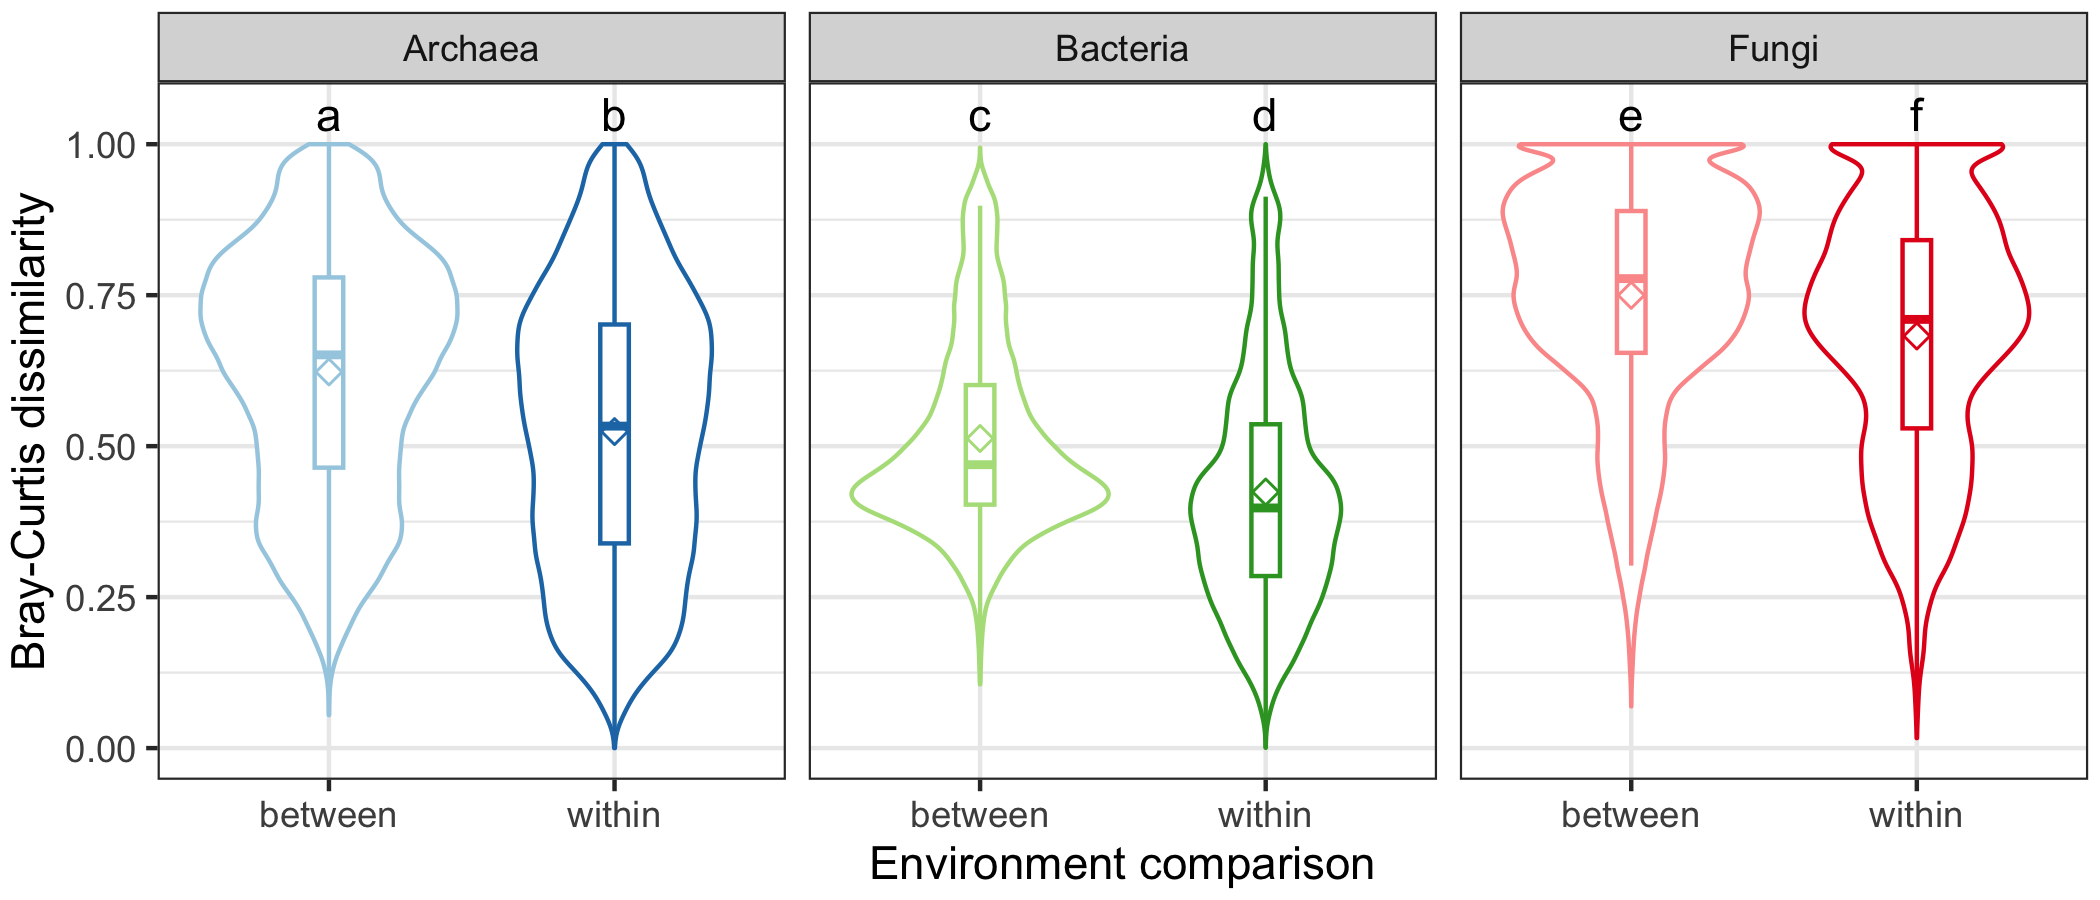 Archaea Bacteria Fungi
a b c d e f
1.00
0.75
0.50
0.25
0.00
Bray-Curtis dissimilarity
between within between within between within
Environment comparison